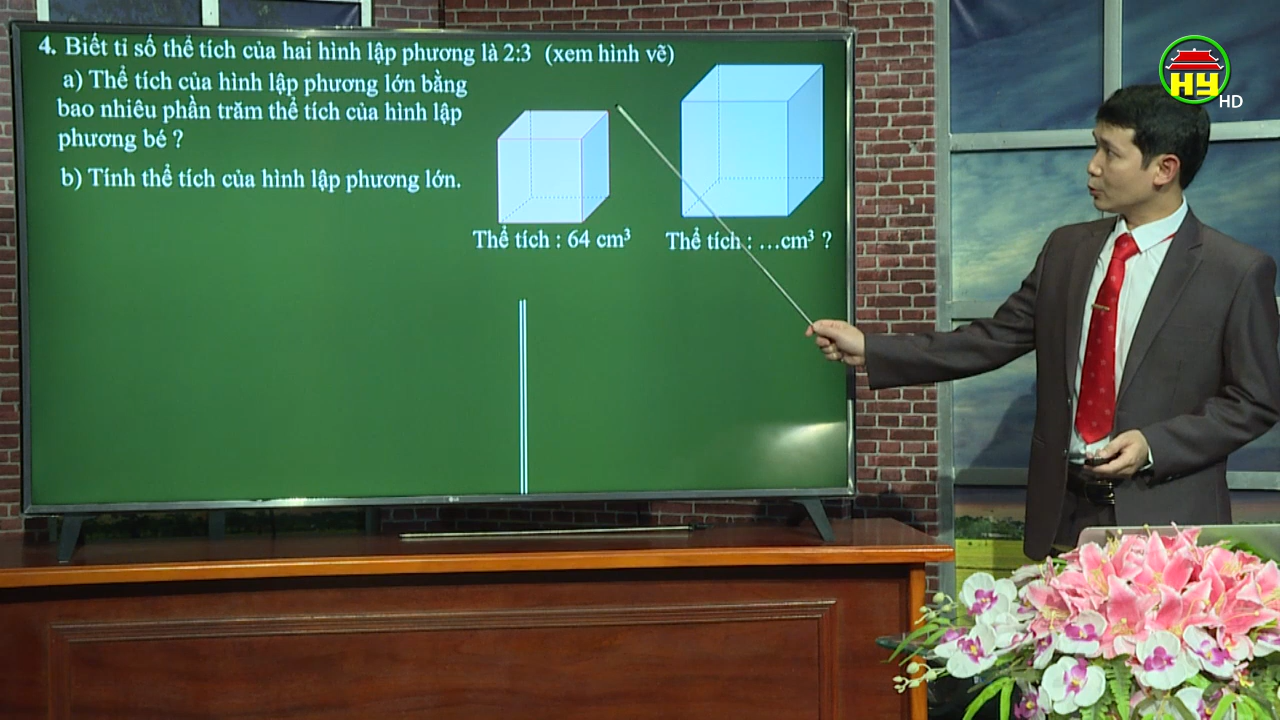 4. Biết tỉ số thể tích của hai hình lập phương là 2:3 (xem hình vẽ)
a) Thể tích của hình lập phương lớn bằng
bao nhiêu phần trăm thể tích của hình lập
phương bé ?
b) Tính thể tích của hình lập phương lớn.
Thể tích : 64 cm³
Thể tích : ...cm³ ?
HY
HD
LG